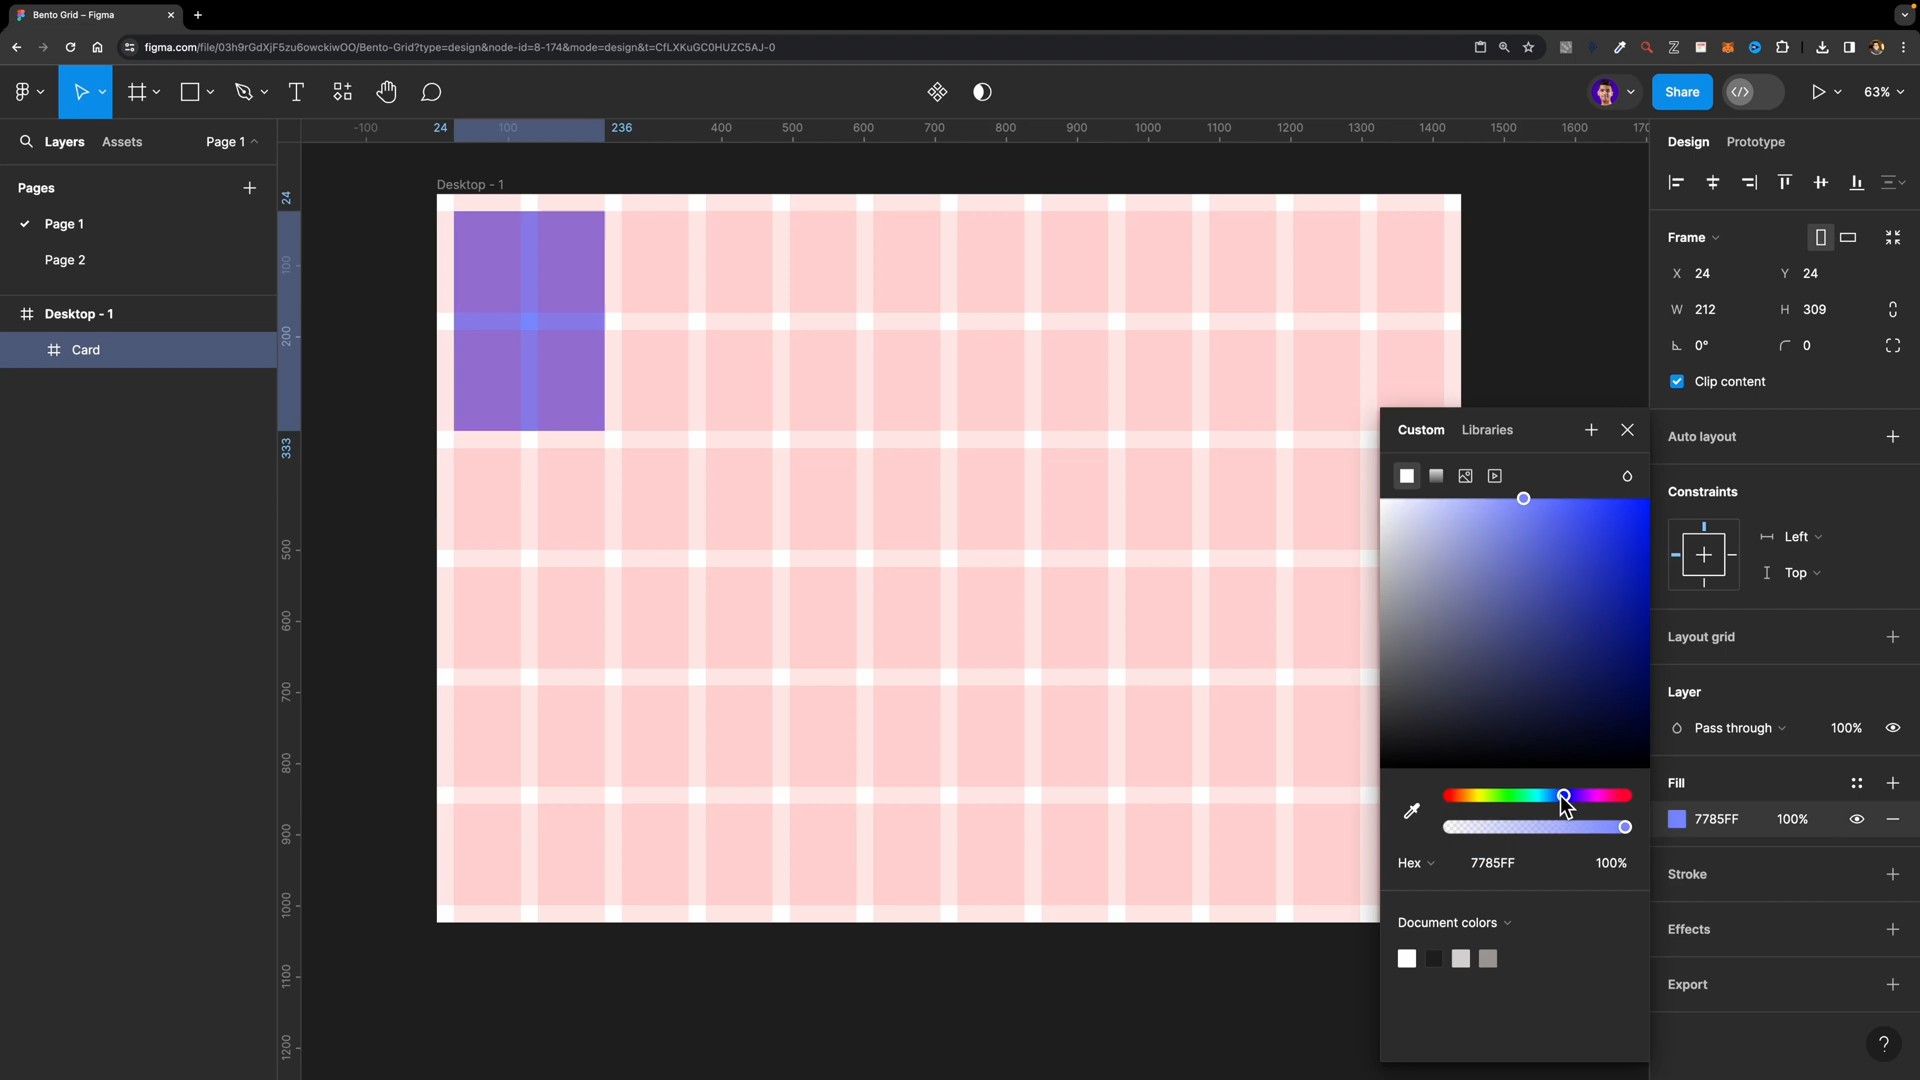 Bento Grid – Figma
figma.com/file/03h9rGdXjF5zu6owckiwOO/Bento-Grid?type=design&node-id=8-174&mode=design&t=CfLXKuGC0HUZC5AJ-0
Share
63%
Layers Assets Page 1
Pages
Page 1
Page 2
Desktop - 1
Card
-100 24 100 236 400 500 600 700 800 900 1000 1100 1200 1300 1400 1500 1600 170
24
100
200
333
500
600
700
800
900
1000
1100
1200
Desktop - 1
Custom Libraries
Hex 7785FF 100%
Document colors
Design Prototype
Frame
X 24 Y 24
W 212 H 309
0° 0
Clip content
Auto layout
Constraints
Left
Top
Layout grid
Layer
Pass through 100%
Fill
7785FF 100%
Stroke
Effects
Export
?